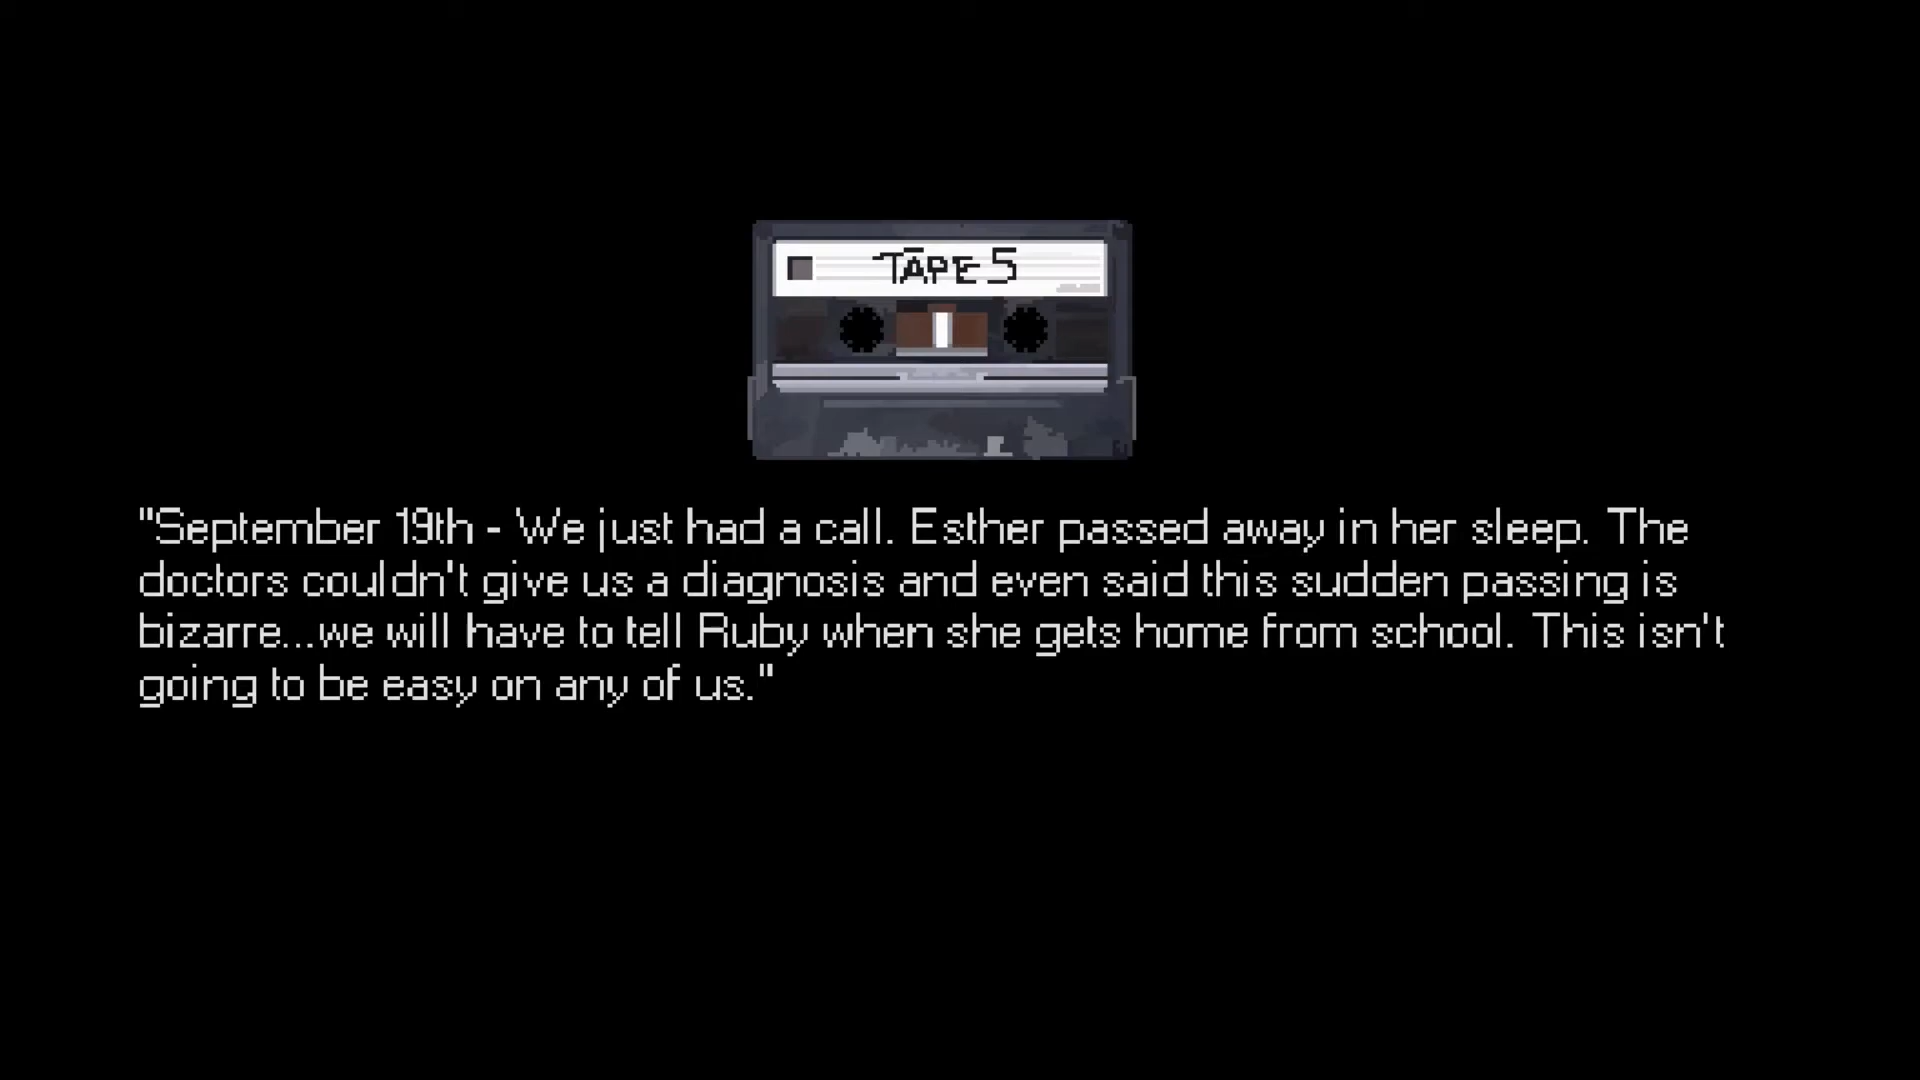 TAPE 5
"September 19th - We just had a call. Esther passed away in her sleep. The
doctors couldn't give us a diagnosis and even said this sudden passing is
bizarre...we will have to tell Ruby when she gets home from school. This isn't
going to be easy on any of us."